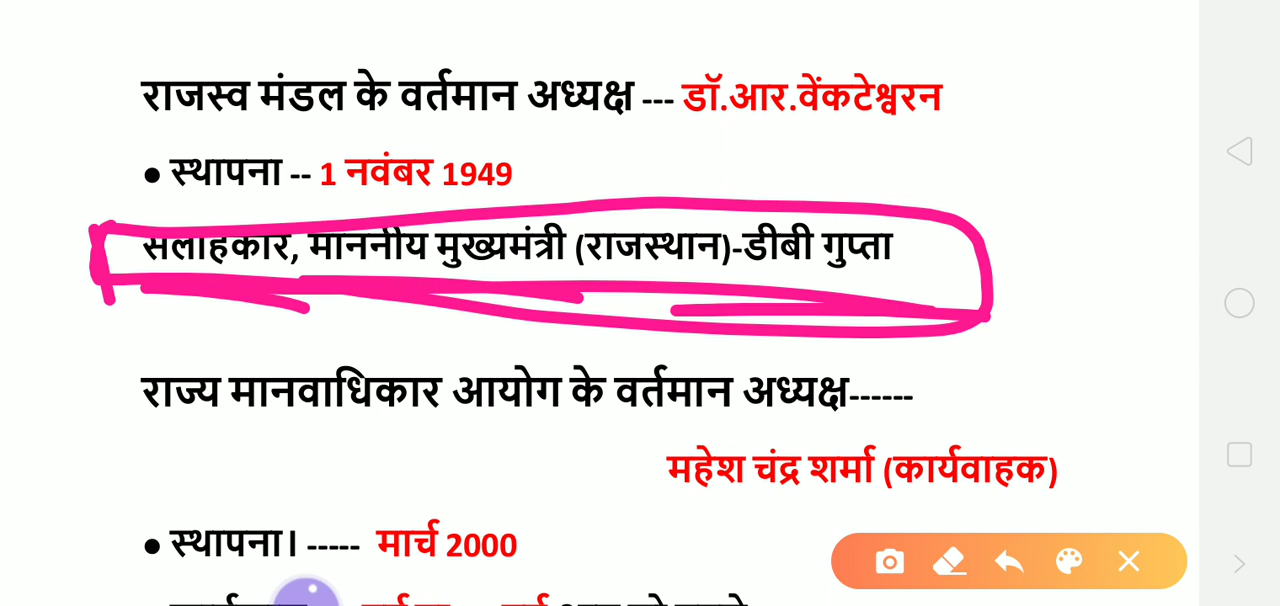 राजस्व मंडल के वर्तमान अध्यक्ष --- डॉ.आर.वेंकटेश्वरन
● स्थापना -- 1 नवंबर 1949
सलाहकार, माननीय मुख्यमंत्री (राजस्थान)-डीबी गुप्ता
राज्य मानवाधिकार आयोग के वर्तमान अध्यक्ष------
महेश चंद्र शर्मा (कार्यवाहक)
● स्थापना। ----- मार्च 2000